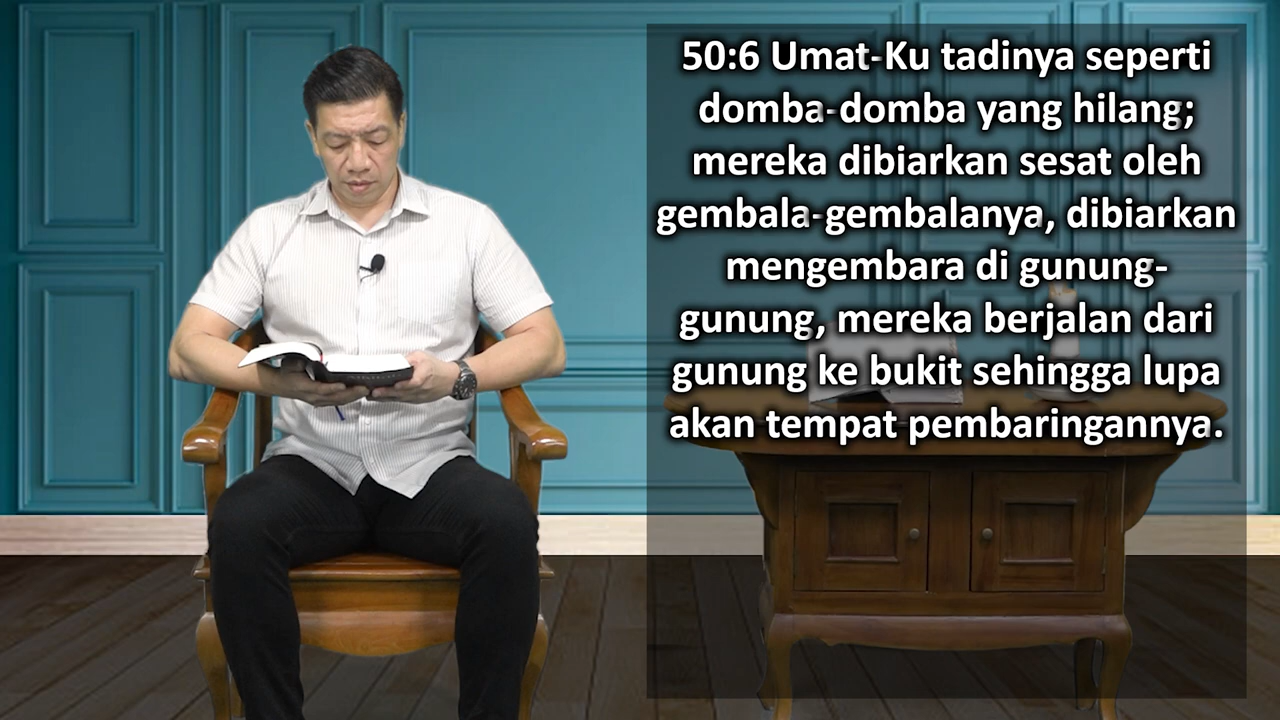 50:6 Umat-Ku tadinya seperti
domba-domba yang hilang;
mereka dibiarkan sesat oleh
gembala-gembalanya, dibiarkan
mengembara di gunung-
gunung, mereka berjalan dari
gunung ke bukit sehingga lupa
akan tempat pembaringannya.